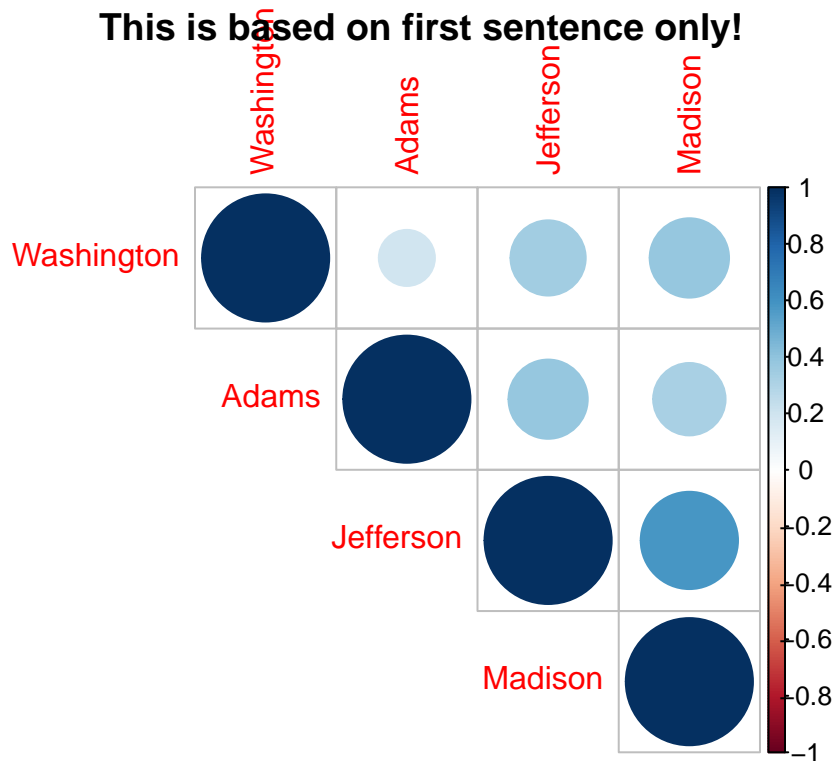 This is based on first sentence only!
Washington
Adams
Jefferson
Madison
Washington
Adams
Jefferson
Madison
1
0.8
0.6
0.4
0.2
0
−0.2
−0.4
−0.6
−0.8
−1